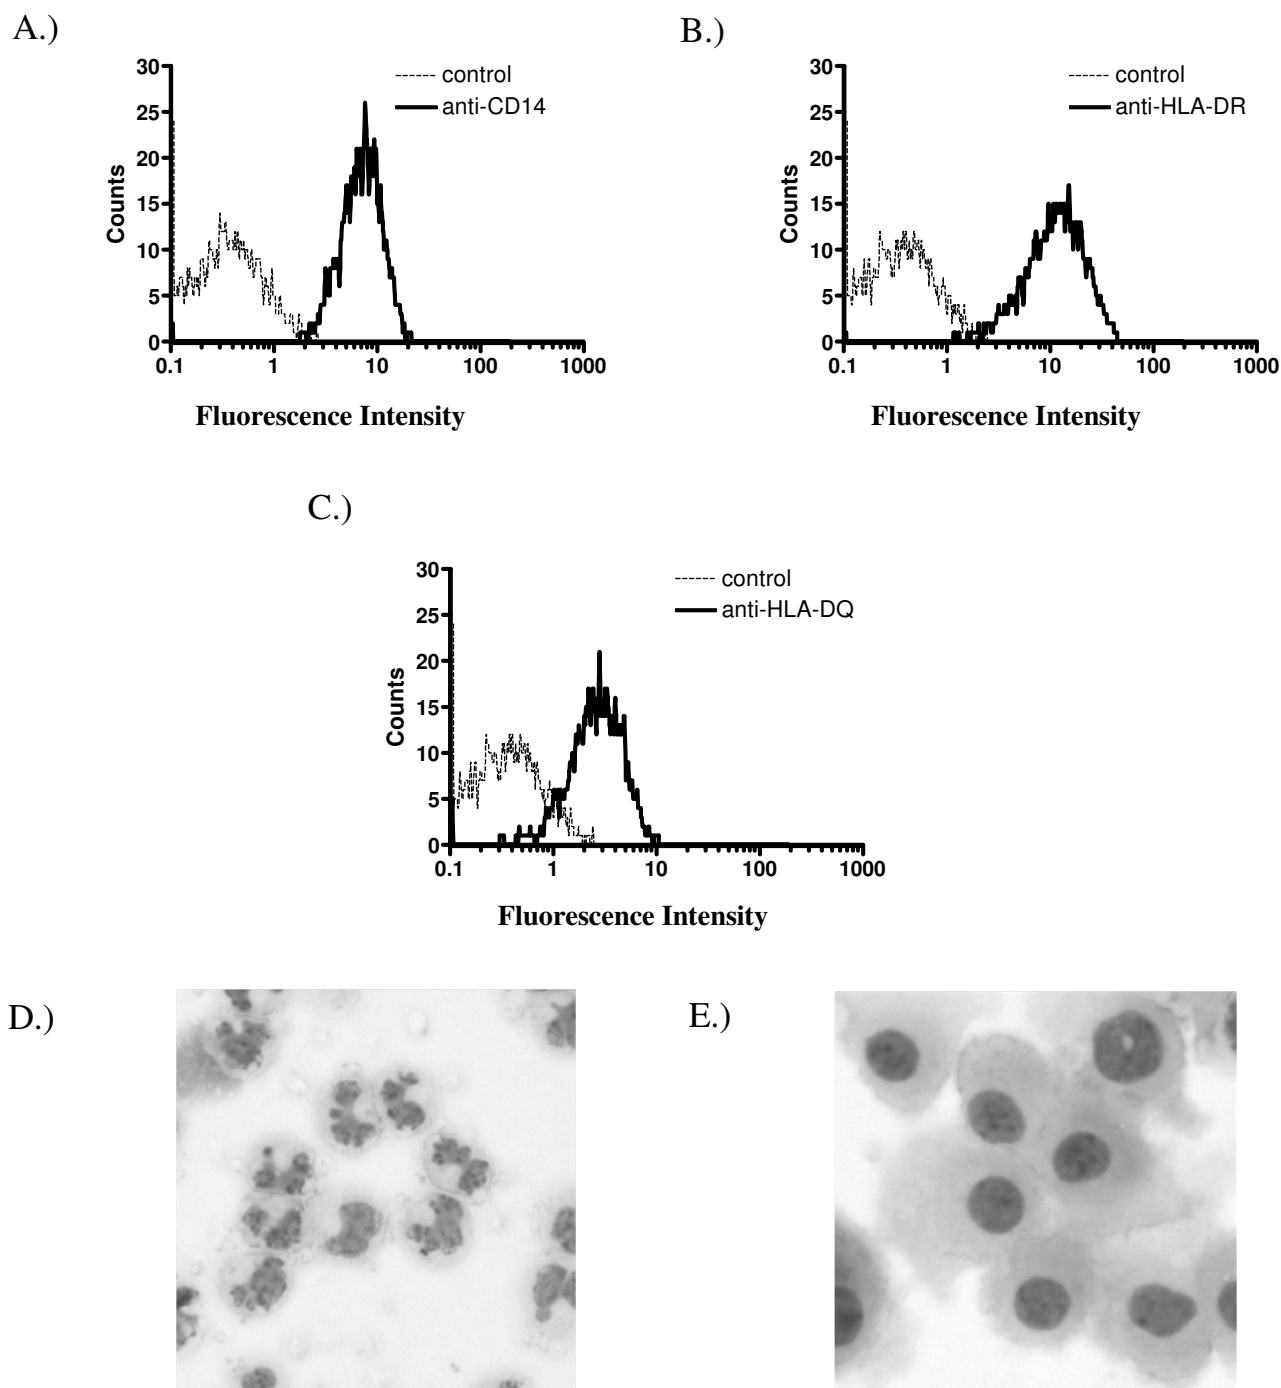 A.)
30
25
20
15
10
5
0
Counts
0.1 1 10 100 1000
control
anti-CD14
Fluorescence Intensity
B.)
30
25
20
15
10
5
0
Counts
0.1 1 10 100 1000
control
anti-HLA-DR
Fluorescence Intensity
C.)
30
25
20
15
10
5
0
Counts
0.1 1 10 100 1000
control
anti-HLA-DQ
Fluorescence Intensity
D.)
E.)